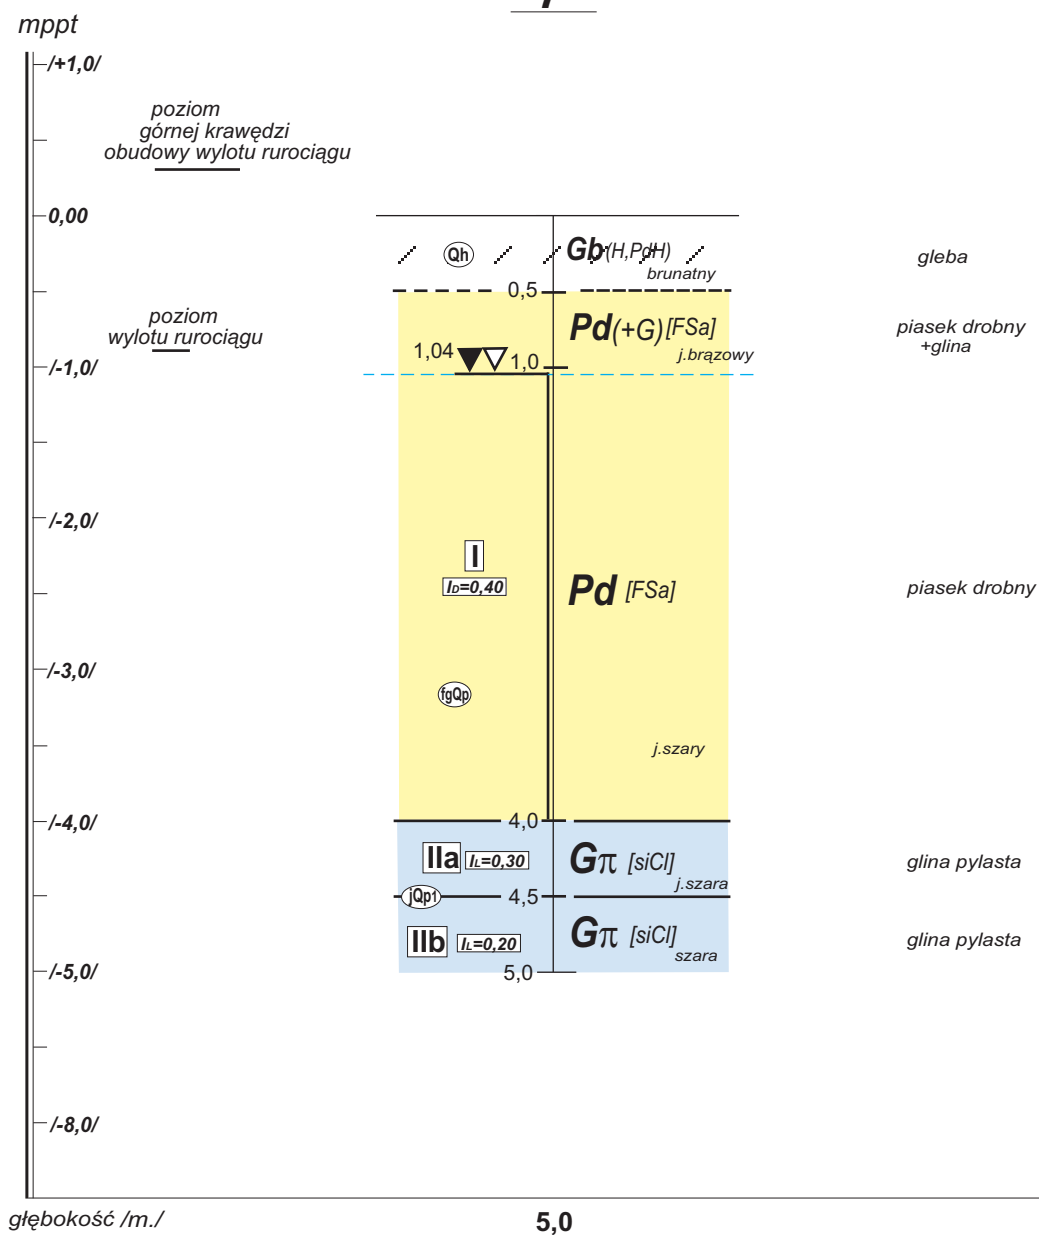 mppt
/+1,0/
poziom
górnej krawędzi
obudowy wylotu rurociągu
0,00
Qh
Gb (H,PdH)
brunatny
gleba
0,5
poziom
wylotu rurociągu
Pd(+G) [FSa]
j.brązowy
piasek drobny
+glina
1,04
1,0
/-1,0/
/-2,0/
I
ID=0,40
Pd [FSa]
piasek drobny
/-3,0/
fgQp
j.szary
/-4,0/
4,0
IIa IL=0,30
Gπ [siCl]
j.szara
glina pylasta
jQp1
4,5
IIb IL=0,20
Gπ [siCl]
szara
glina pylasta
/-5,0/
5,0
/-8,0/
głębokość /m./
5,0